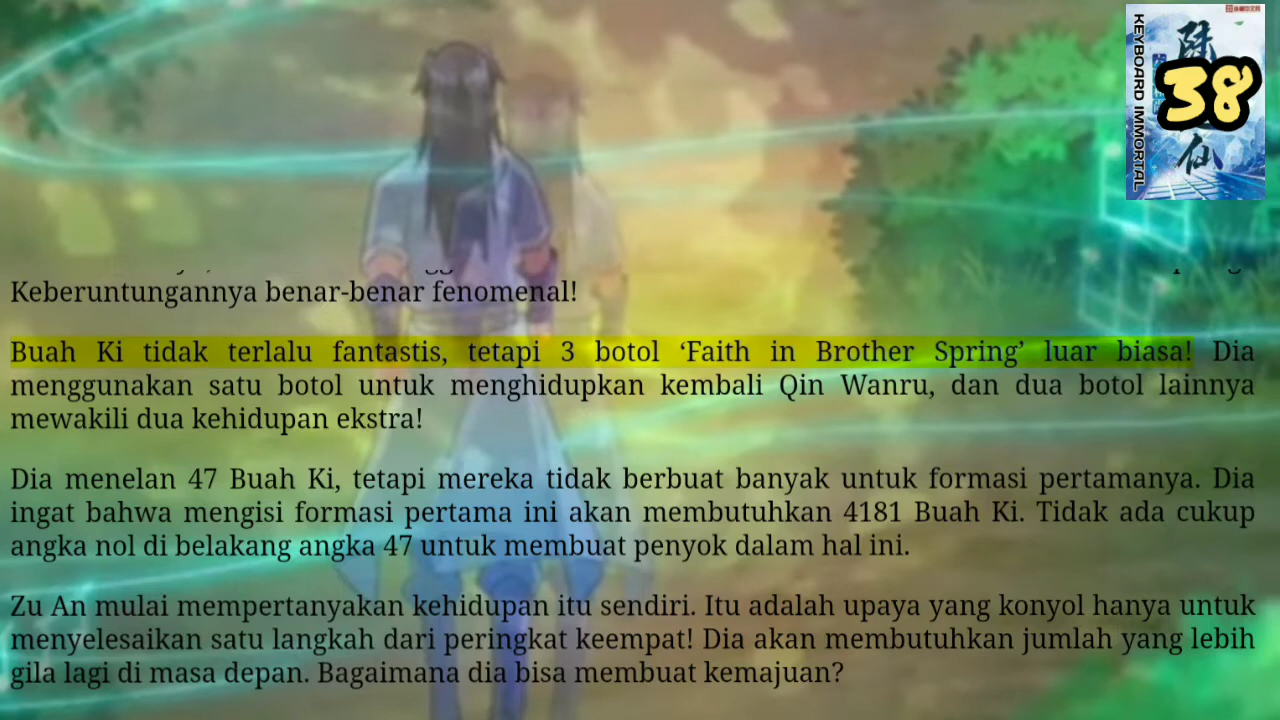 KEYBOARD IMMORTAL
陆
仙
38
Keberuntungannya benar-benar fenomenal!
Buah Ki tidak terlalu fantastis, tetapi 3 botol ‘Faith in Brother Spring’ luar biasa! Dia
menggunakan satu botol untuk menghidupkan kembali Qin Wanru, dan dua botol lainnya
mewakili dua kehidupan ekstra!
Dia menelan 47 Buah Ki, tetapi mereka tidak berbuat banyak untuk formasi pertamanya. Dia
ingat bahwa mengisi formasi pertama ini akan membutuhkan 4181 Buah Ki. Tidak ada cukup
angka nol di belakang angka 47 untuk membuat penyok dalam hal ini.
Zu An mulai mempertanyakan kehidupan itu sendiri. Itu adalah upaya yang konyol hanya untuk
menyelesaikan satu langkah dari peringkat keempat! Dia akan membutuhkan jumlah yang lebih
gila lagi di masa depan. Bagaimana dia bisa membuat kemajuan?